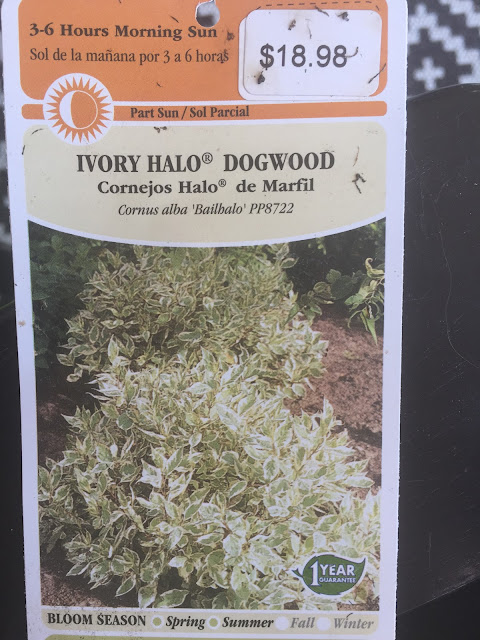 3-6 Hours Morning Sun
Sol de la mañana por 3 a 6 horas
$18.98
Part Sun / Sol Parcial
IVORY HALO® DOGWOOD
Cornejos Halo® de Marfil
Cornus alba 'Bailhalo' PP8722
1 YEAR
GUARANTEE
BLOOM SEASON Spring Summer Fall Winter